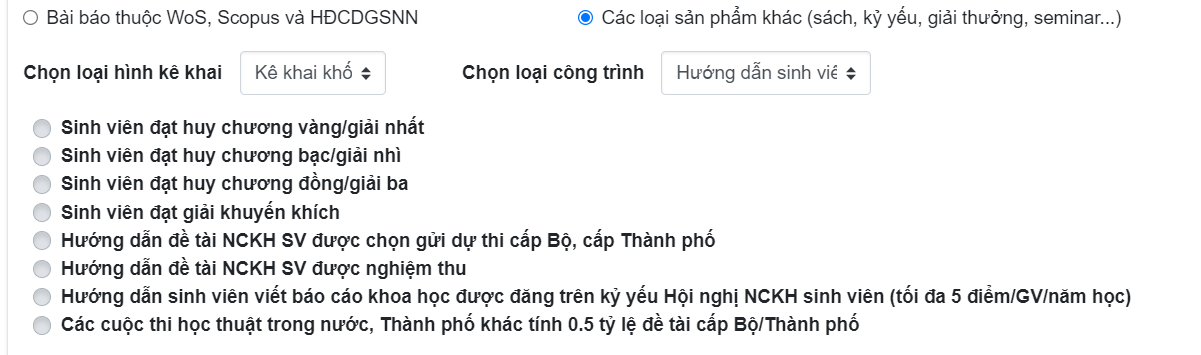 Bài báo thuộc WoS, Scopus và HĐCDGSNN Các loại sản phẩm khác (sách, kỷ yếu, giải thưởng, seminar...)
Chọn loại hình kê khai Kê khai khố Chọn loại công trình Hướng dẫn sinh viê
Sinh viên đạt huy chương vàng/giải nhất
Sinh viên đạt huy chương bạc/giải nhì
Sinh viên đạt huy chương đồng/giải ba
Sinh viên đạt giải khuyến khích
Hướng dẫn đề tài NCKH SV được chọn gửi dự thi cấp Bộ, cấp Thành phố
Hướng dẫn đề tài NCKH SV được nghiệm thu
Hướng dẫn sinh viên viết báo cáo khoa học được đăng trên kỷ yếu Hội nghị NCKH sinh viên (tối đa 5 điểm/GV/năm học)
Các cuộc thi học thuật trong nước, Thành phố khác tính 0.5 tỷ lệ đề tài cấp Bộ/Thành phố